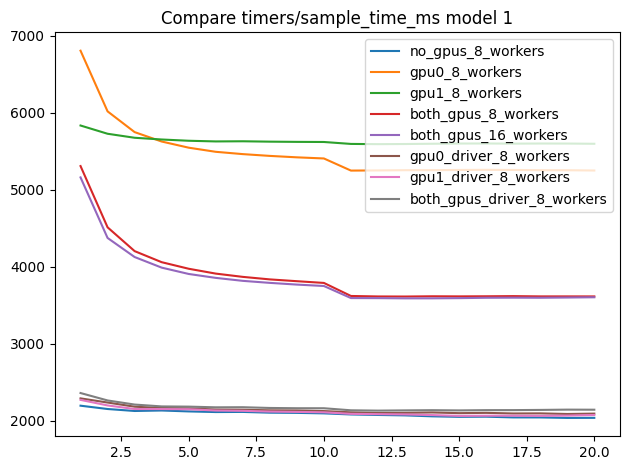 Compare timers/sample_time_ms model 1
7000
6000
5000
4000
3000
2000
no_gpus_8_workers
gpu0_8_workers
gpu1_8_workers
both_gpus_8_workers
both_gpus_16_workers
gpu0_driver_8_workers
gpu1_driver_8_workers
both_gpus_driver_8_workers
2.5 5.0 7.5 10.0 12.5 15.0 17.5 20.0